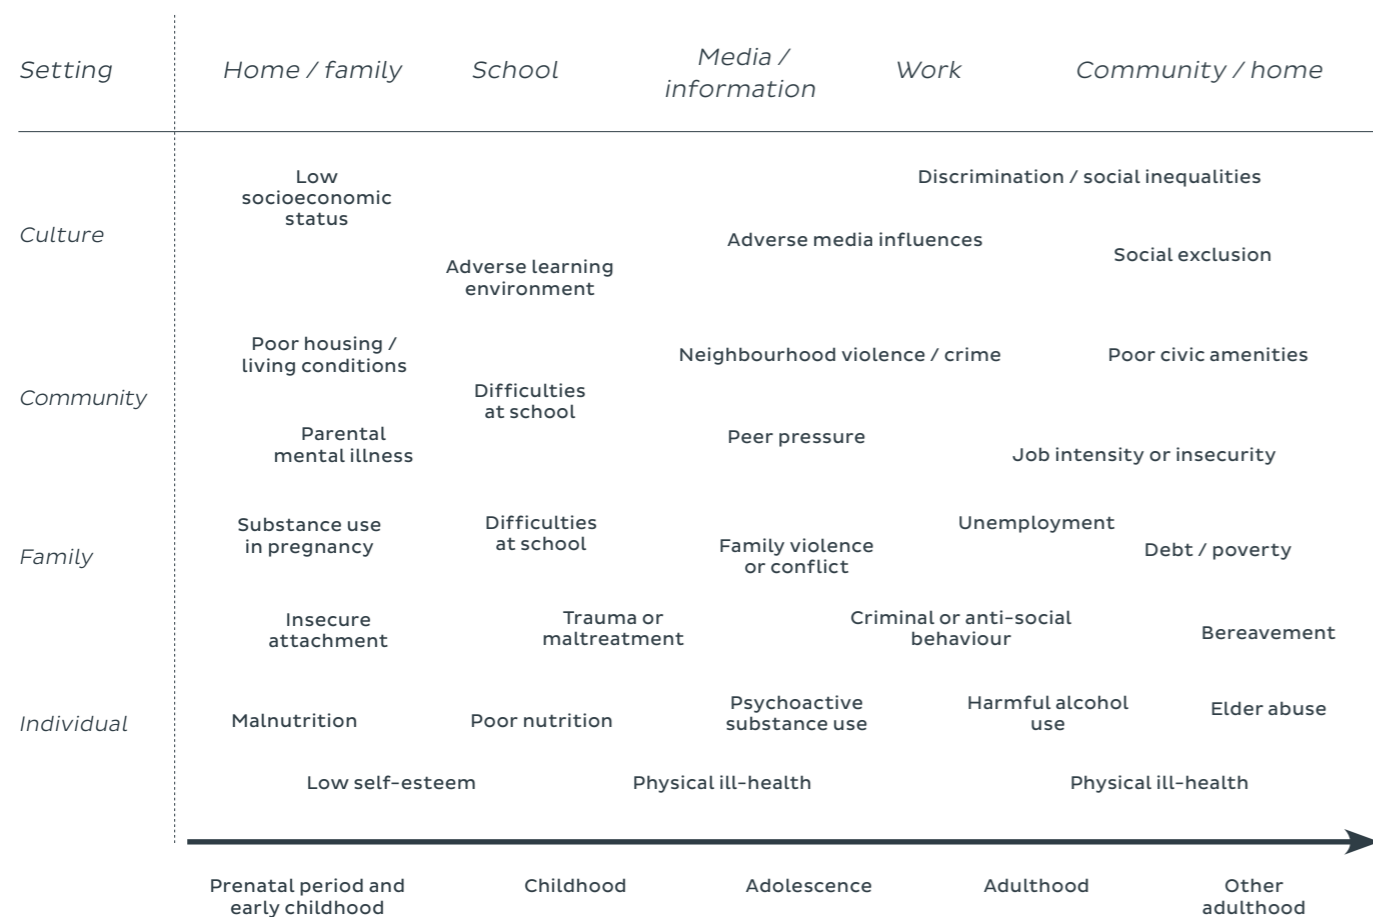 Setting
Home / family
School
Media /
information
Work
Community / home
Culture
Low
socioeconomic
status
Adverse learning
environment
Adverse media influences
Discrimination / social inequalities
Social exclusion
Community
Poor housing /
living conditions
Parental
mental illness
Difficulties
at school
Neighbourhood violence / crime
Peer pressure
Poor civic amenities
Job intensity or insecurity
Family
Substance use
in pregnancy
Difficulties
at school
Family violence
or conflict
Unemployment
Debt / poverty
Insecure
attachment
Trauma or
maltreatment
Criminal or anti-social
behaviour
Bereavement
Individual
Malnutrition
Poor nutrition
Psychoactive
substance use
Harmful alcohol
use
Elder abuse
Low self-esteem
Physical ill-health
Physical ill-health
Prenatal period and
early childhood
Childhood
Adolescence
Adulthood
Other
adulthood